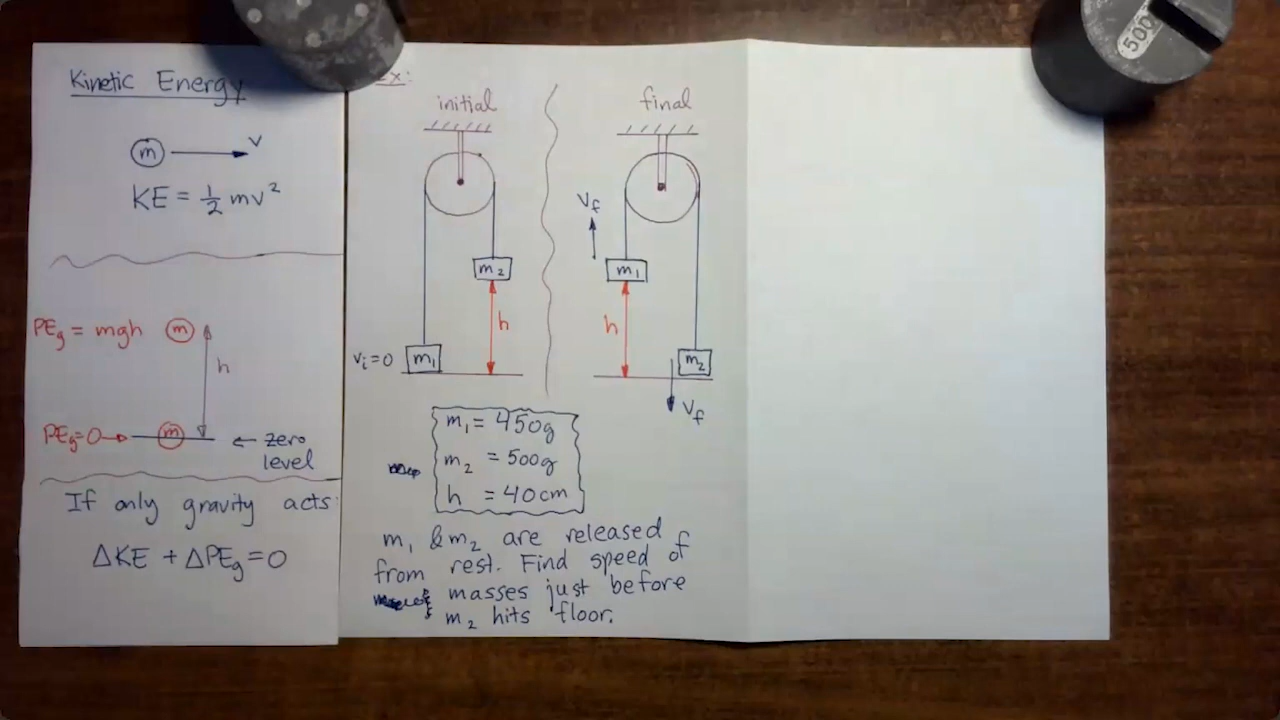 Kinetic Energy
m
v
KE = ½ mv²
PEg = mgh
m
h
PEg=0
m
← zero
level
If only gravity acts:
ΔKE + ΔPEg = 0
Ex:
initial
m₂
h
vᵢ = 0
m₁
final
Vf
m₁
h
m₂
Vf
m₁ = 450g
m₂ = 500g
h = 40cm
m₁ & m₂ are released
from rest. Find speed of
masses just before
m₂ hits floor.
500